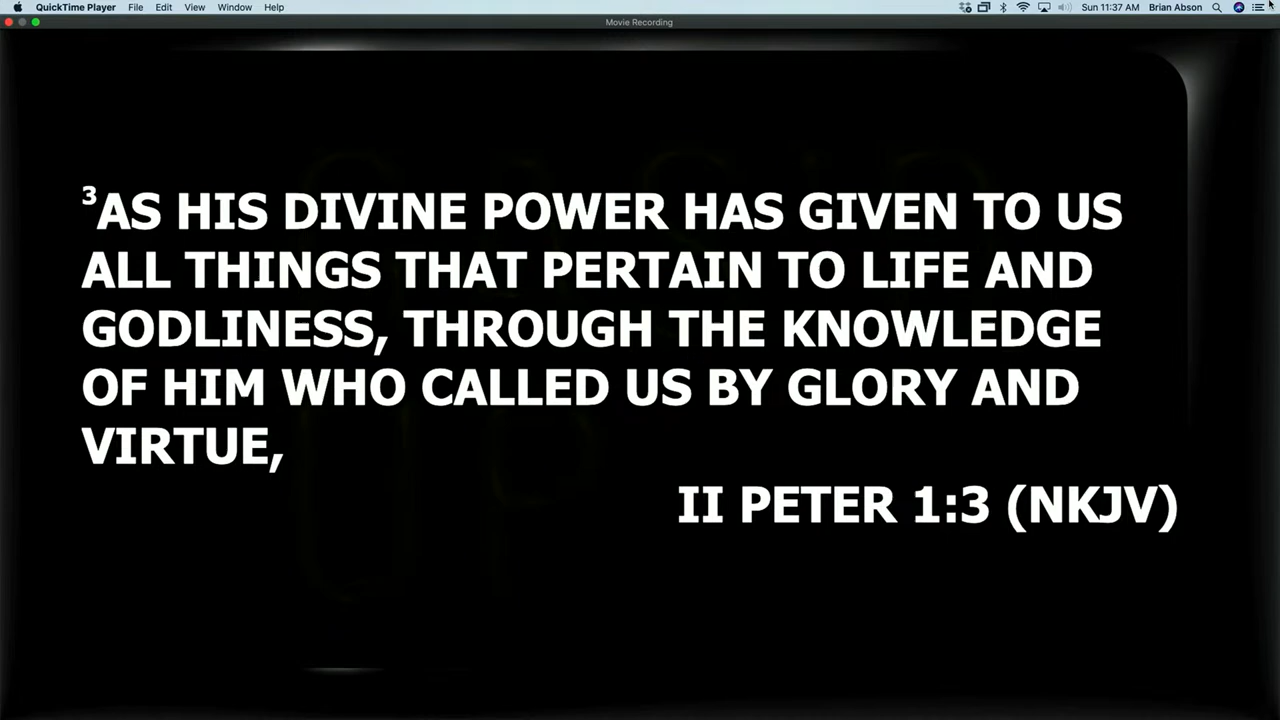 QuickTime Player File Edit View Window Help Sun 11:37 AM Brian Abson
Movie Recording
³AS HIS DIVINE POWER HAS GIVEN TO US
ALL THINGS THAT PERTAIN TO LIFE AND
GODLINESS, THROUGH THE KNOWLEDGE
OF HIM WHO CALLED US BY GLORY AND
VIRTUE,
II PETER 1:3 (NKJV)